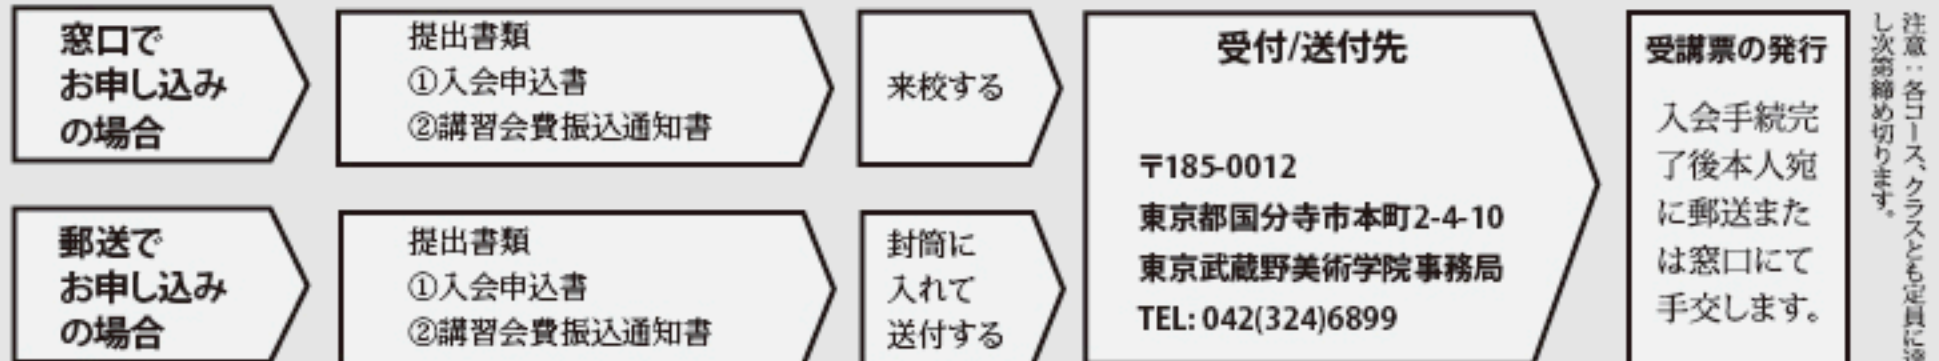 窓口で
お申し込み
の場合
提出書類
①入会申込書
②講習会費振込通知書
来校する
郵送で
お申し込み
の場合
提出書類
①入会申込書
②講習会費振込通知書
封筒に
入れて
送付する
受付/送付先
〒185-0012
東京都国分寺市本町2-4-10
東京武蔵野美術学院事務局
TEL: 042(324)6899
受講票の発行
入会手続完
了後本人宛
に郵送また
は窓口にて
手交します。
注意：各コース、クラスとも定員に達
し次第締め切ります。